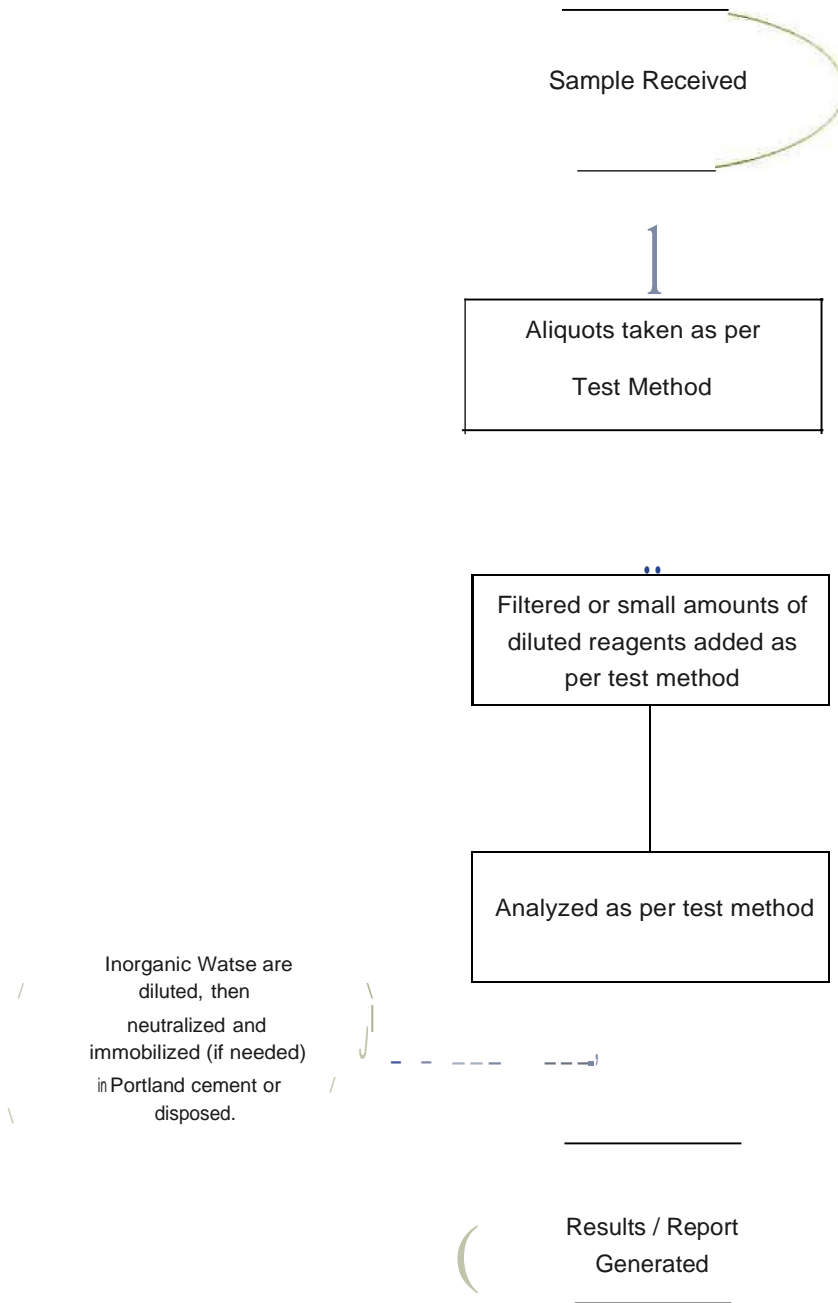 Sample Received
Aliquots taken as per
Test Method
Filtered or small amounts of
diluted reagents added as
per test method
Analyzed as per test method
Inorganic Watse are
diluted, then
neutralized and
immobilized (if needed)
in Portland cement or
disposed.
Results / Report
Generated